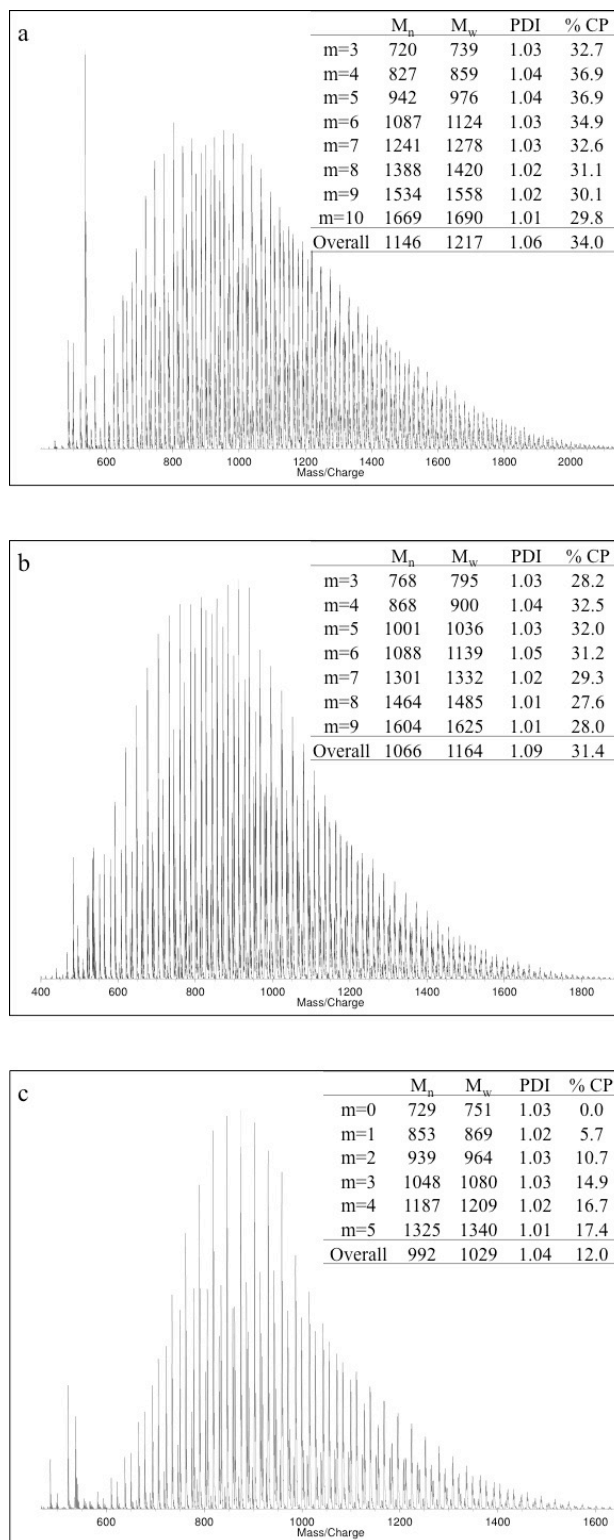 a
Mn Mw PDI % CP
m=3 720 739 1.03 32.7
m=4 827 859 1.04 36.9
m=5 942 976 1.04 36.9
m=6 1087 1124 1.03 34.9
m=7 1241 1278 1.03 32.6
m=8 1388 1420 1.02 31.1
m=9 1534 1558 1.02 30.1
m=10 1669 1690 1.01 29.8
Overall 1146 1217 1.06 34.0
600 800 1000 1200 1400 1600 1800 2000
Mass/Charge
b
Mn Mw PDI % CP
m=3 768 795 1.03 28.2
m=4 868 900 1.04 32.5
m=5 1001 1036 1.03 32.0
m=6 1088 1139 1.05 31.2
m=7 1301 1332 1.02 29.3
m=8 1464 1485 1.01 27.6
m=9 1604 1625 1.01 28.0
Overall 1066 1164 1.09 31.4
400 600 800 1000 1200 1400 1600 1800
Mass/Charge
c
Mn Mw PDI % CP
m=0 729 751 1.03 0.0
m=1 853 869 1.02 5.7
m=2 939 964 1.03 10.7
m=3 1048 1080 1.03 14.9
m=4 1187 1209 1.02 16.7
m=5 1325 1340 1.01 17.4
Overall 992 1029 1.04 12.0
600 800 1000 1200 1400 1600
Mass/Charge